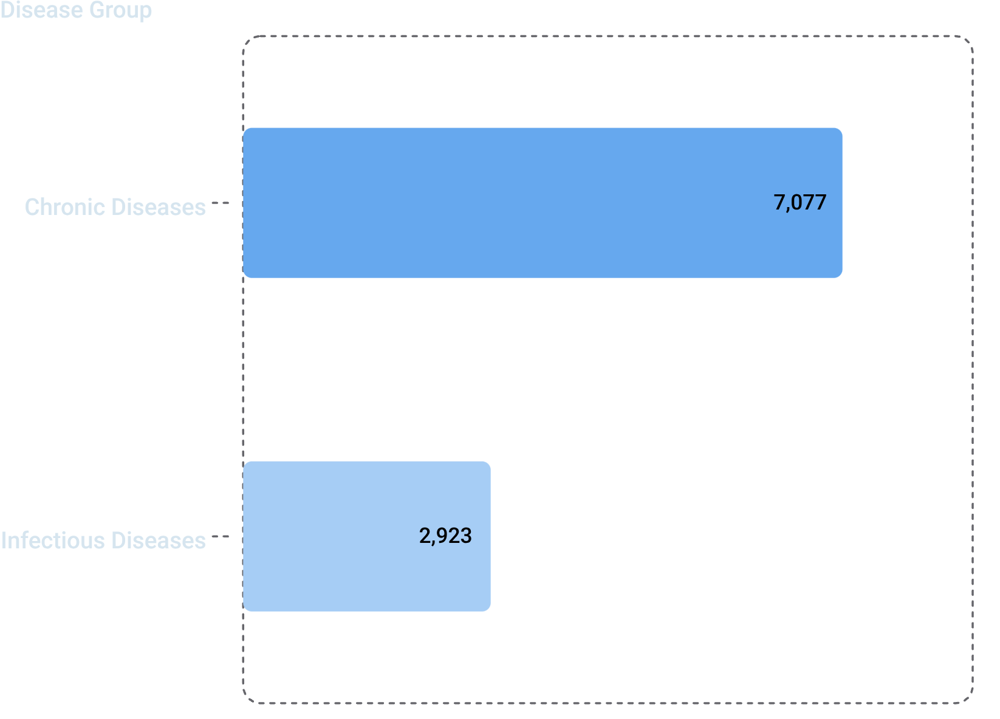 Disease Group
Chronic Diseases
7,077
Infectious Diseases
2,923